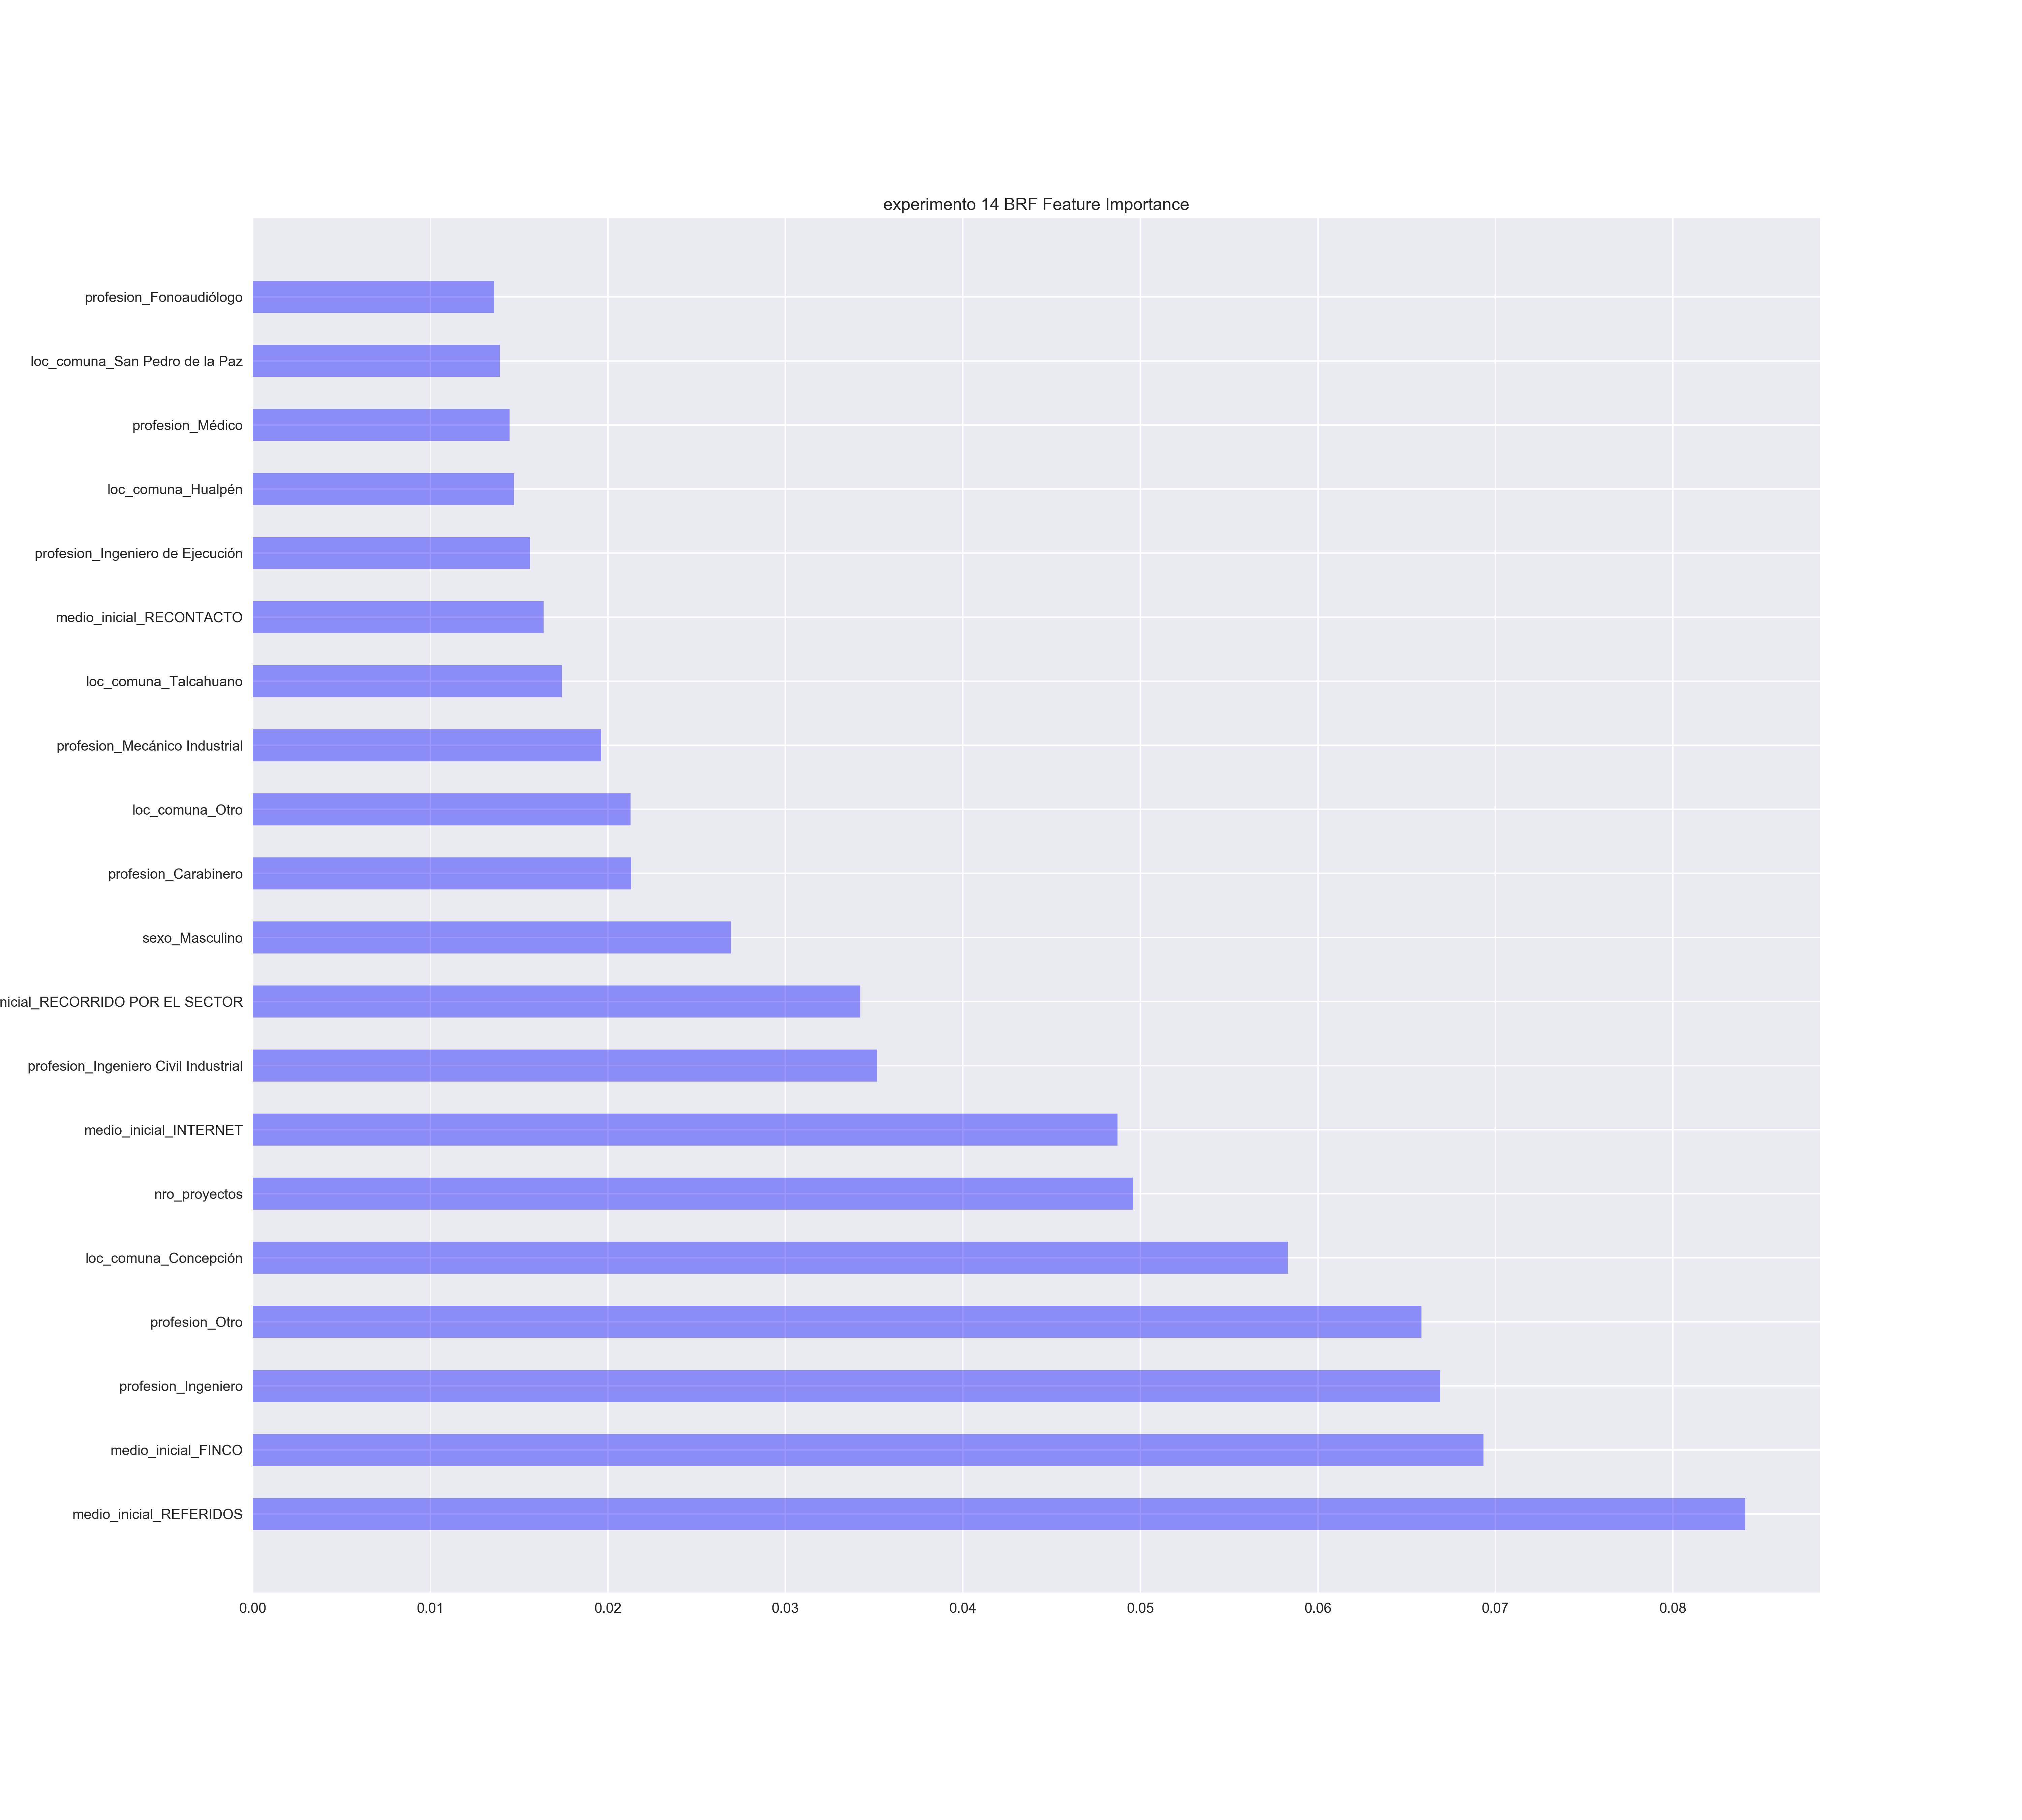 experimento 14 BRF Feature Importance
profesion_Fonoaudiólogo
loc_comuna_San Pedro de la Paz
profesion_Médico
loc_comuna_Hualpén
profesion_Ingeniero de Ejecución
medio_inicial_RECONTACTO
loc_comuna_Talcahuano
profesion_Mecánico Industrial
loc_comuna_Otro
profesion_Carabinero
sexo_Masculino
nicial_RECORRIDO POR EL SECTOR
profesion_Ingeniero Civil Industrial
medio_inicial_INTERNET
nro_proyectos
loc_comuna_Concepción
profesion_Otro
profesion_Ingeniero
medio_inicial_FINCO
medio_inicial_REFERIDOS
0.00 0.01 0.02 0.03 0.04 0.05 0.06 0.07 0.08